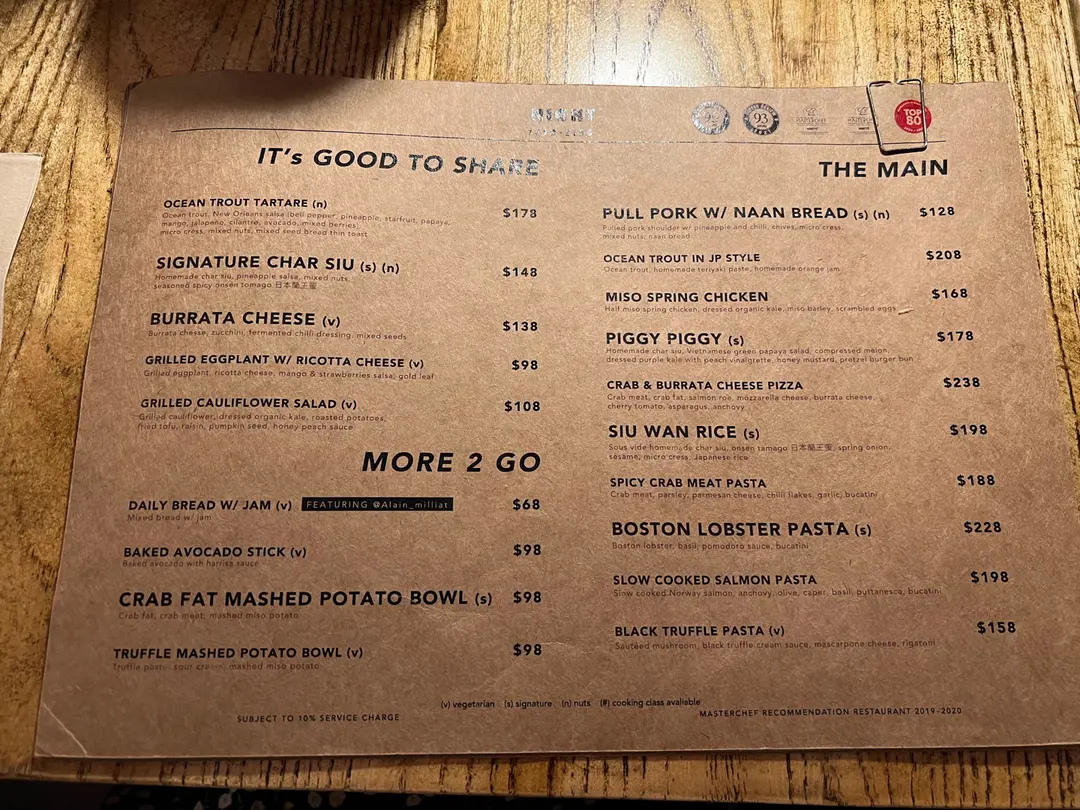 NIGHT
93
TOP
80
IT's GOOD TO SHARE
OCEAN TROUT TARTARE (n) $178
Ocean trout, New Orleans salsa (bell pepper, pineapple, starfruit, papaya,
mango, jalapeño, cilantro, avocado, mixed berries),
micro cress, mixed nuts, mixed seed bread thin toast
SIGNATURE CHAR SIU (s) (n) $148
Homemade char siu, pineapple salsa, mixed nuts,
seasoned spicy onsen tomago 日本蘭王蛋
BURRATA CHEESE (v) $138
Burrata cheese, zucchini, fermented chilli dressing, mixed seeds
GRILLED EGGPLANT W/ RICOTTA CHEESE (v) $98
Grilled eggplant, ricotta cheese, mango & strawberries salsa, gold leaf
GRILLED CAULIFLOWER SALAD (v) $108
Grilled cauliflower, dressed organic kale, roasted potatoes,
fried tofu, raisin, pumpkin seed, honey peach sauce
MORE 2 GO
DAILY BREAD W/ JAM (v) FEATURING @Alain_milliat $68
Mixed bread w/ jam
BAKED AVOCADO STICK (v) $98
Baked avocado with harrisa sauce
CRAB FAT MASHED POTATO BOWL (s) $98
Crab fat, crab meat, mashed miso potato
TRUFFLE MASHED POTATO BOWL (v) $98
Truffle paste, sour cream, mashed miso potato
THE MAIN
PULL PORK W/ NAAN BREAD (s) (n) $128
Pulled pork shoulder w/ pineapple and chilli, chives, micro cress,
mixed nuts, naan bread
OCEAN TROUT IN JP STYLE $208
Ocean trout, homemade teriyaki paste, homemade orange jam
MISO SPRING CHICKEN $168
Half miso spring chicken, dressed organic kale, miso barley, scrambled eggs
PIGGY PIGGY (s) $178
Homemade char siu, Vietnamese green papaya salad, compressed melon,
dressed purple kale with peach vinaigrette, honey mustard, pretzel burger bun
CRAB & BURRATA CHEESE PIZZA $238
Crab meat, crab fat, salmon roe, mozzarella cheese, burrata cheese,
cherry tomato, asparagus, anchovy
SIU WAN RICE (s) $198
Sous vide homemade char siu, onsen tamago 日本蘭王蛋, spring onion,
sesame, micro cress, Japanese rice
SPICY CRAB MEAT PASTA $188
Crab meat, parsley, parmesan cheese, chilli flakes, garlic, bucatini
BOSTON LOBSTER PASTA (s) $228
Boston lobster, basil, pomodoro sauce, bucatini
SLOW COOKED SALMON PASTA $198
Slow cooked Norway salmon, anchovy, olive, caper, basil, puttanesca, bucatini
BLACK TRUFFLE PASTA (v) $158
Sautéed mushroom, black truffle cream sauce, mascarpone cheese, rigatoni
(v) vegetarian (s) signature (n) nuts (#) cooking class available
SUBJECT TO 10% SERVICE CHARGE
MASTERCHEF RECOMMENDATION RESTAURANT 2019-2020